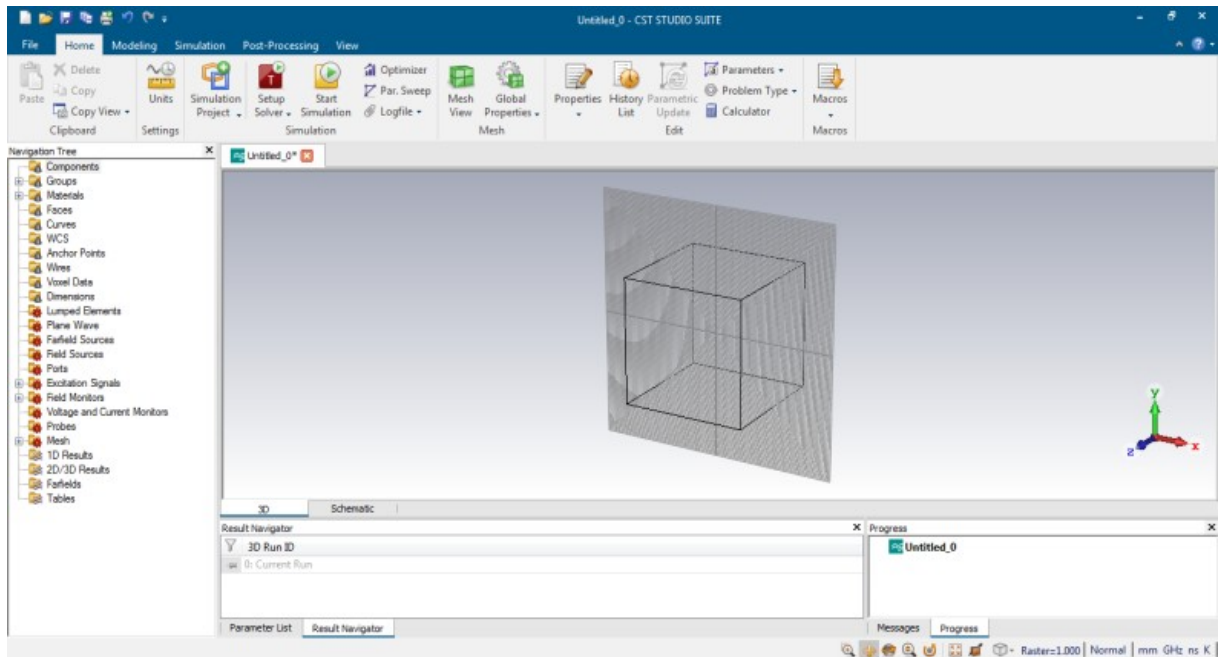 Untitled_0 - CST STUDIO SUITE
File Home Modeling Simulation Post-Processing View
Paste
Delete
Copy
Copy View
Clipboard
Units
Settings
Simulation Project
Setup Solver
Start Simulation
Optimizer
Par. Sweep
Logfile
Simulation
Mesh View
Global Properties
Mesh
Properties
History List
Parametric Update
Parameters
Problem Type
Calculator
Edit
Macros
Macros
Navigation Tree
Components
Groups
Materials
Faces
Curves
WCS
Anchor Points
Wires
Voxel Data
Dimensions
Lumped Elements
Plane Wave
Farfield Sources
Field Sources
Ports
Excitation Signals
Field Monitors
Voltage and Current Monitors
Probes
Mesh
1D Results
2D/3D Results
Farfields
Tables
Untitled_0*
y
z
x
3D Schematic
Result Navigator
3D Run ID
0: Current Run
Parameter List Result Navigator
Progress
Untitled_0
Messages Progress
Raster=1.000 Normal mm GHz ns K